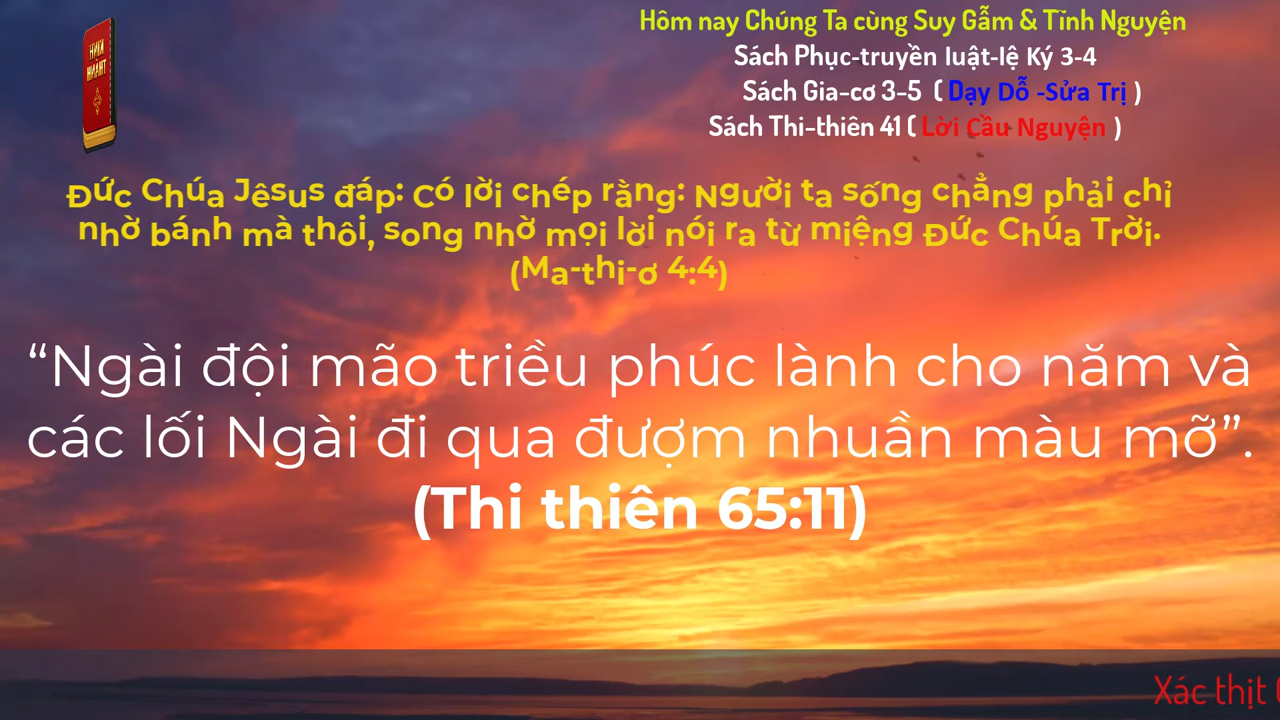 Hôm nay Chúng Ta cùng Suy Gẫm & Tĩnh Nguyện
Sách Phục-truyền luật-lệ Ký 3-4
Sách Gia-cơ 3-5 ( Dạy Dỗ -Sửa Trị )
Sách Thi-thiên 41 ( Lời Cầu Nguyện )
Đức Chúa Jêsus đáp: Có lời chép rằng: Người ta sống chẳng phải chỉ
nhờ bánh mà thôi, song nhờ mọi lời nói ra từ miệng Đức Chúa Trời.
(Ma-thi-ơ 4:4)
“Ngài đội mão triều phúc lành cho năm và
các lối Ngài đi qua đượm nhuần màu mỡ”.
(Thi thiên 65:11)
Xác thịt